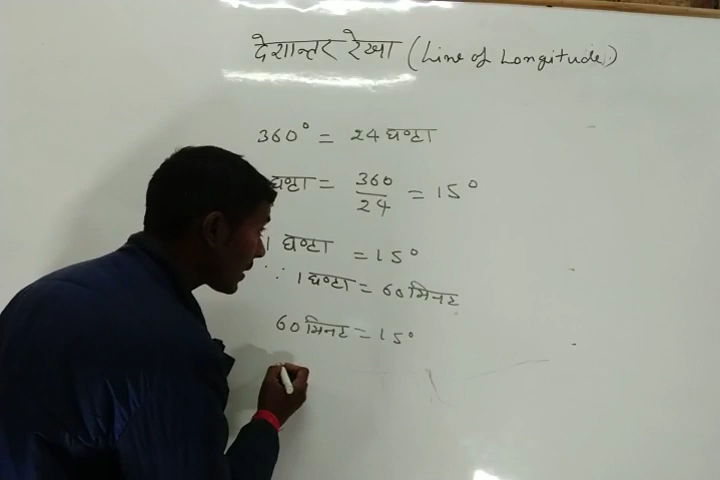 देशान्तर रेखा (Line of Longitude)
360° = 24 घण्टा
घण्टा = 360/24 = 15°
1 घण्टा = 15°
∵ 1 घण्टा = 60 मिनट
60 मिनट = 15°